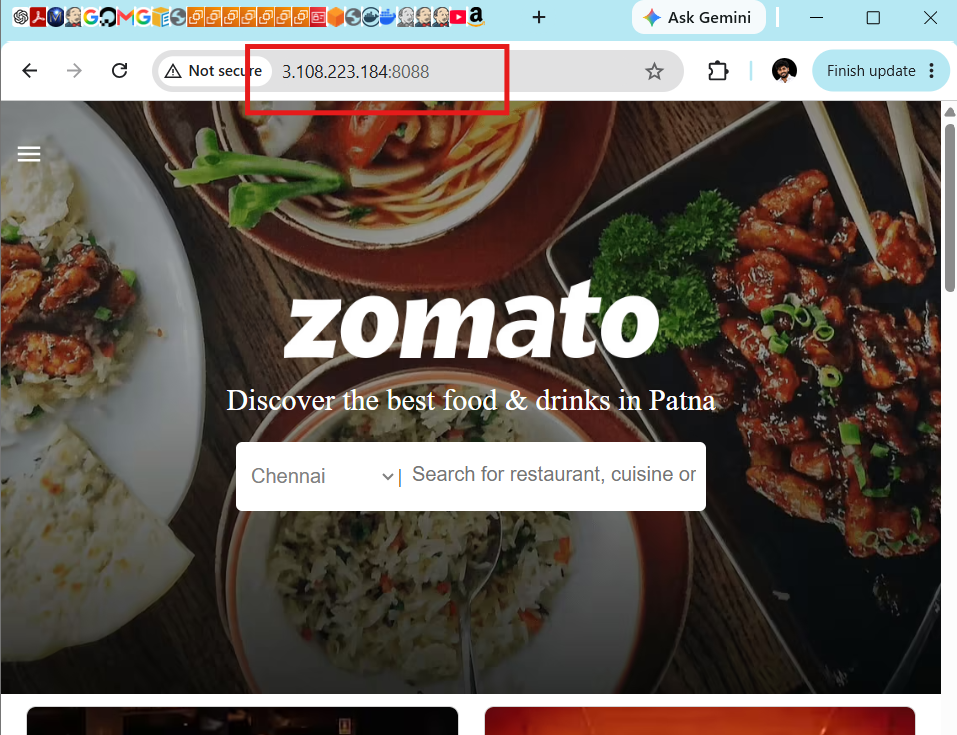 Ask Gemini
Not secure
3.108.223.184:8088
Finish update
zomato
Discover the best food & drinks in Patna
Chennai
Search for restaurant, cuisine or